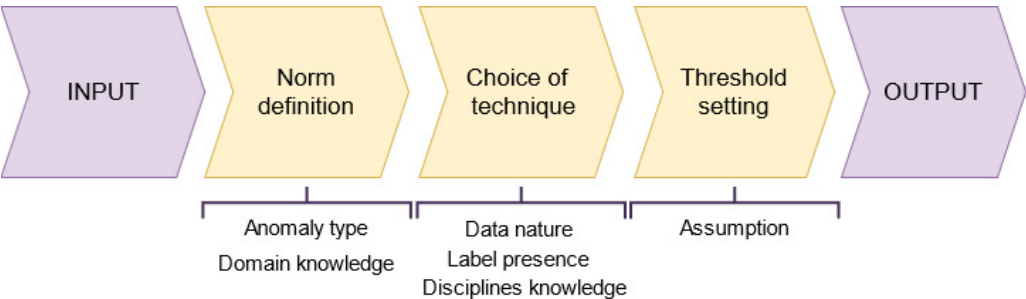 INPUT
Norm
definition
Choice of
technique
Threshold
setting
OUTPUT
Anomaly type
Domain knowledge
Data nature
Label presence
Disciplines knowledge
Assumption